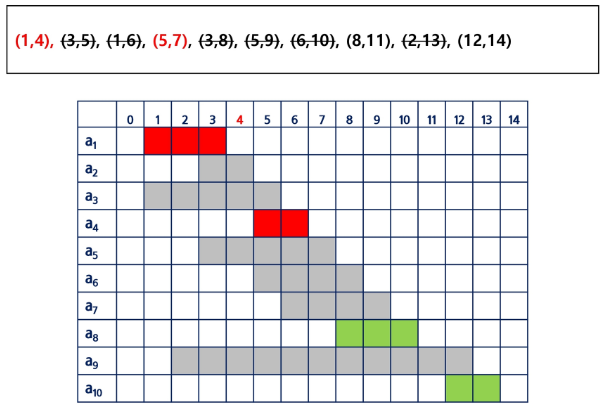 (1,4), (3,5), (1,6), (5,7), (3,8), (5,9), (6,10), (8,11), (2,13), (12,14)
0 1 2 3 4 5 6 7 8 9 10 11 12 13 14
a₁
a₂
a₃
a₄
a₅
a₆
a₇
a₈
a₉
a₁₀